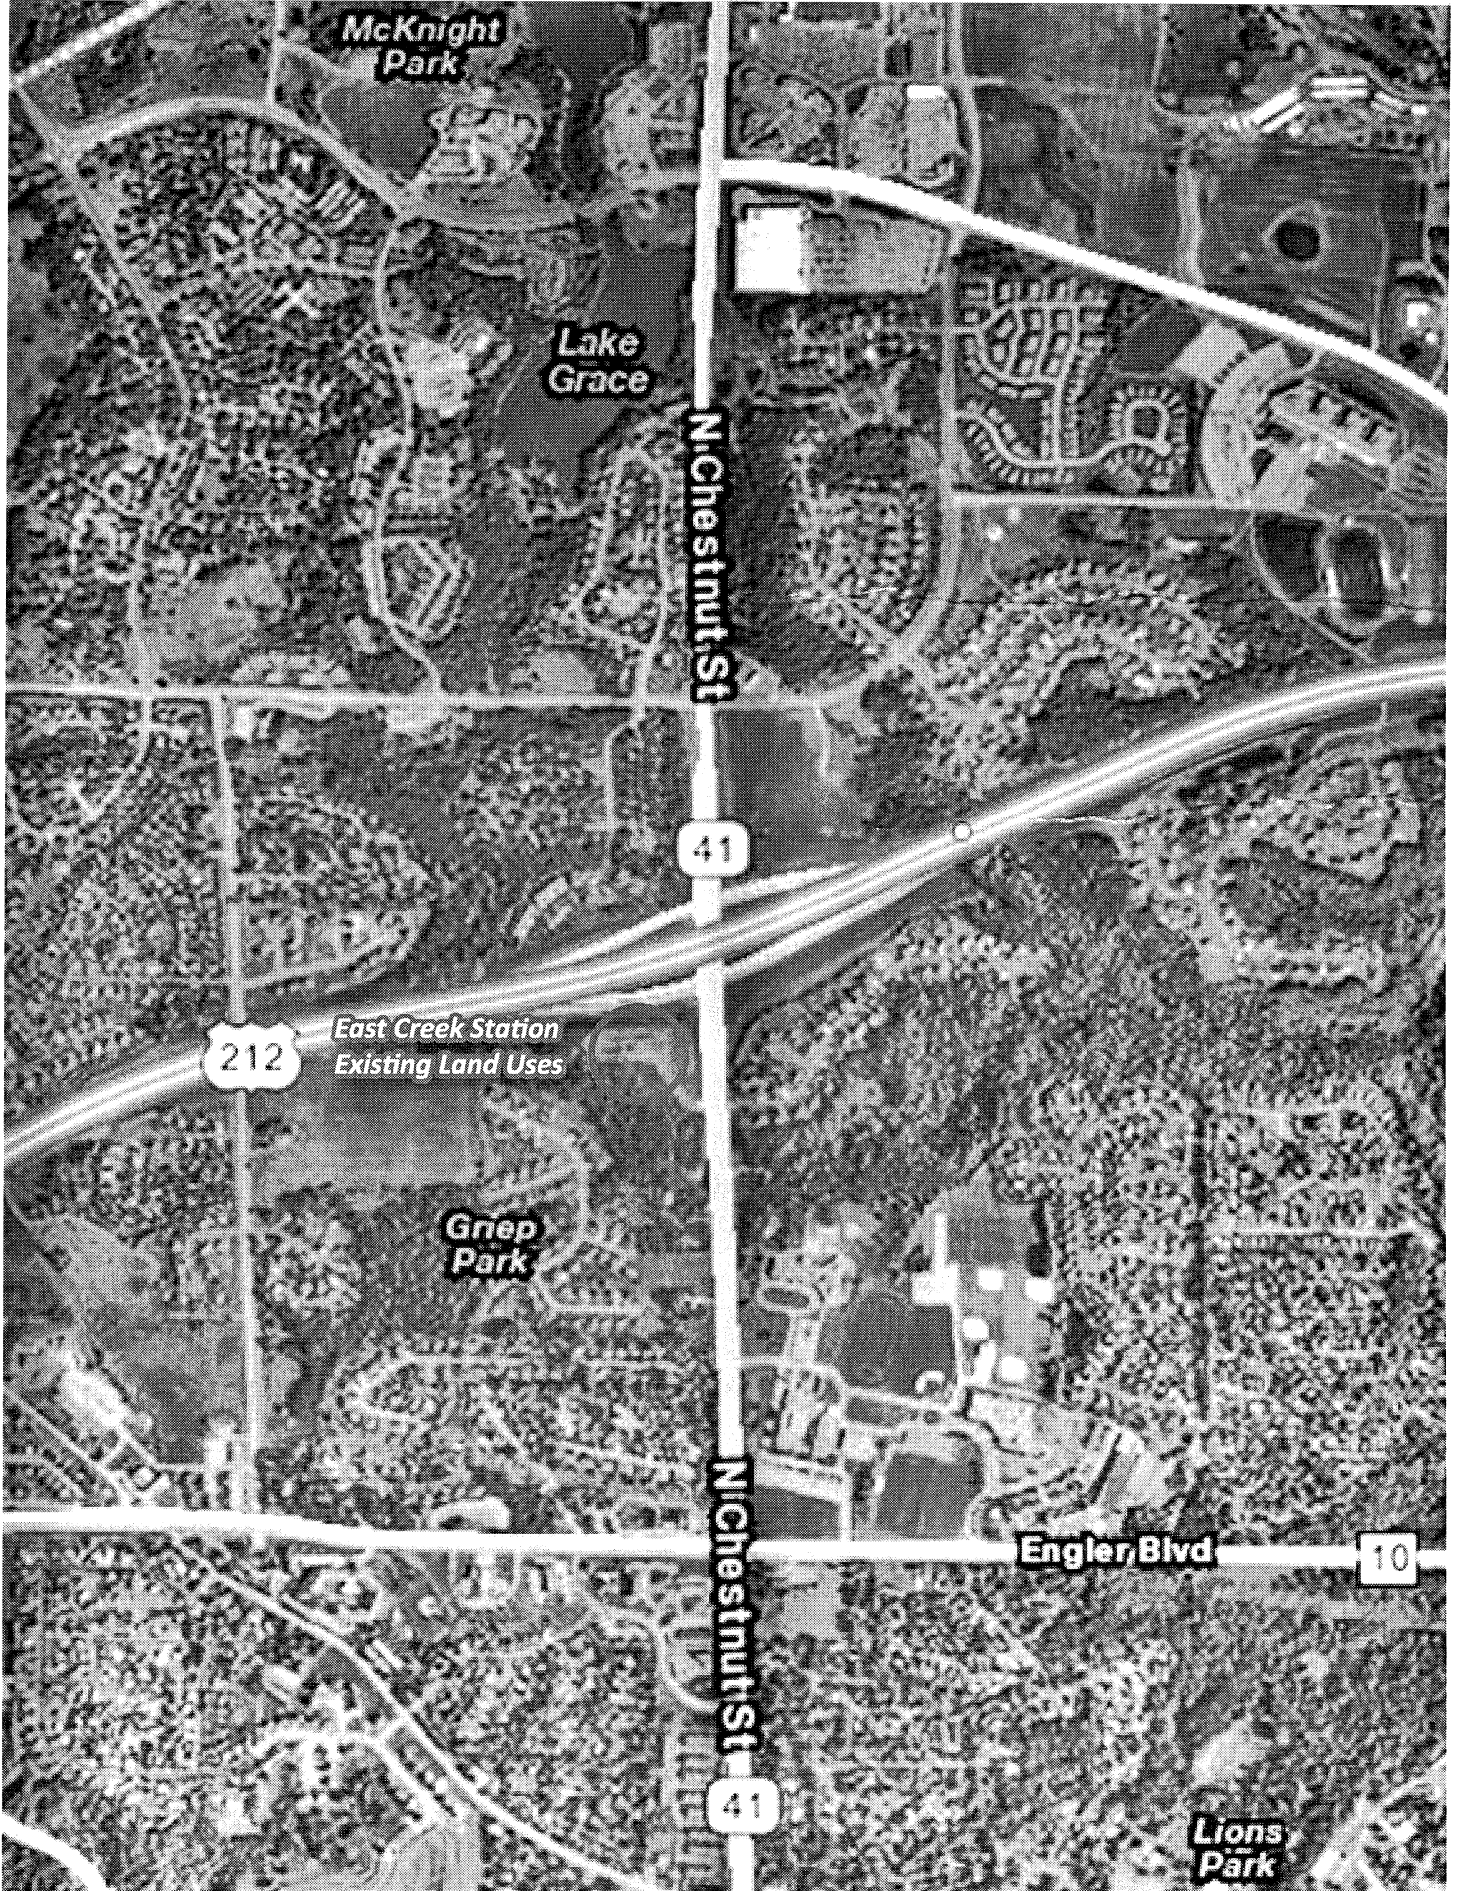 McKnight
Park
Lake
Grace
N Chestnut St
41
East Creek Station
Existing Land Uses
212
Griep
Park
N Chestnut St
Engler Blvd
10
41
Lions
Park